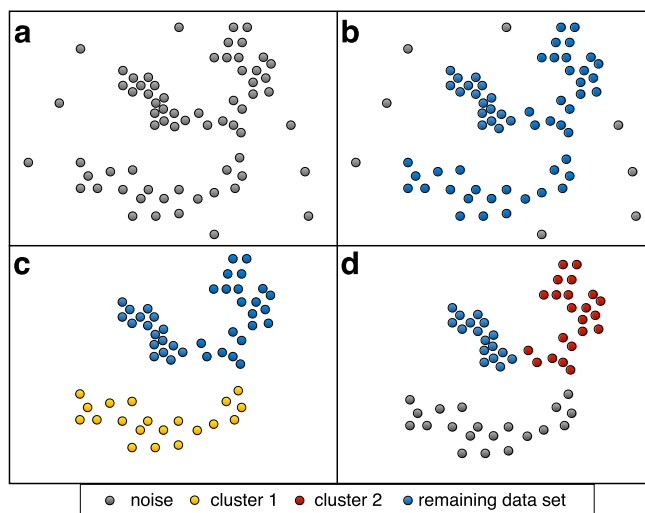 a
b
c
d
noise cluster 1 cluster 2 remaining data set